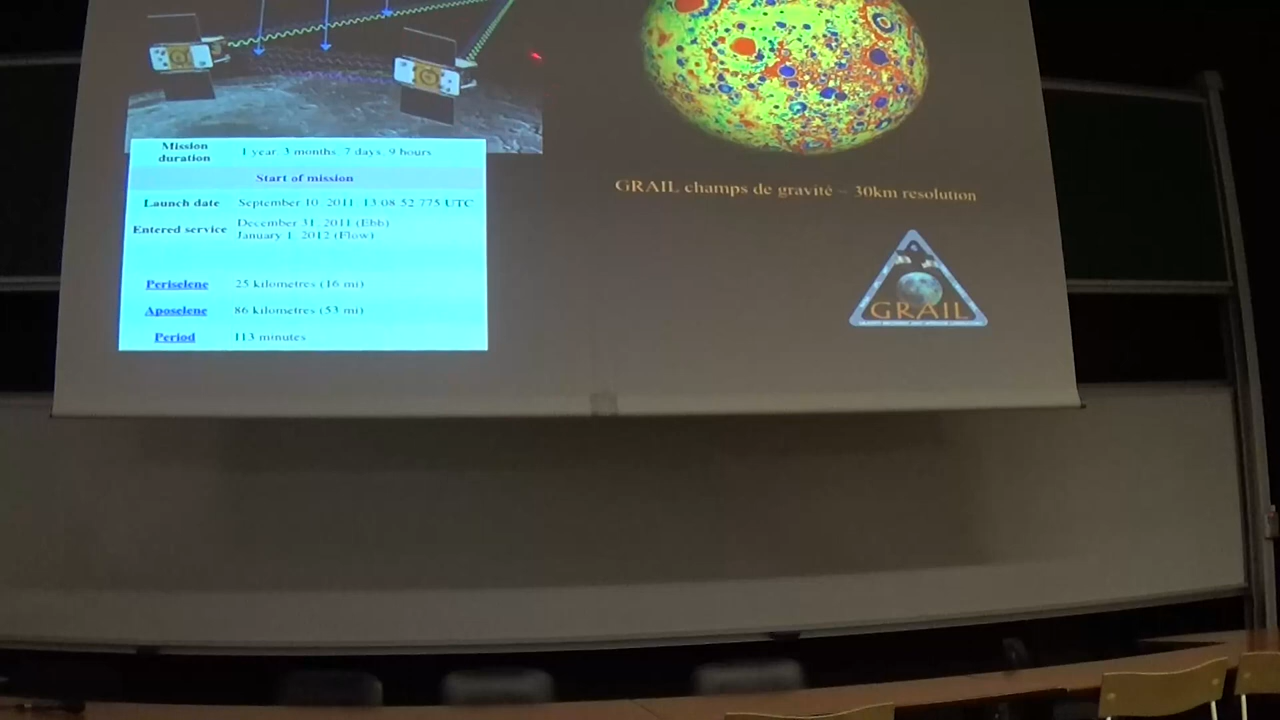 Mission
duration
1 year, 3 months, 7 days, 9 hours
Start of mission
Launch date September 10, 2011, 13:08:52.775 UTC
Entered service December 31, 2011 (Ebb)
January 1, 2012 (Flow)
Periselene 25 kilometres (16 mi)
Aposelene 86 kilometres (53 mi)
Period 113 minutes
GRAIL champs de gravité – 30km resolution
GRAIL